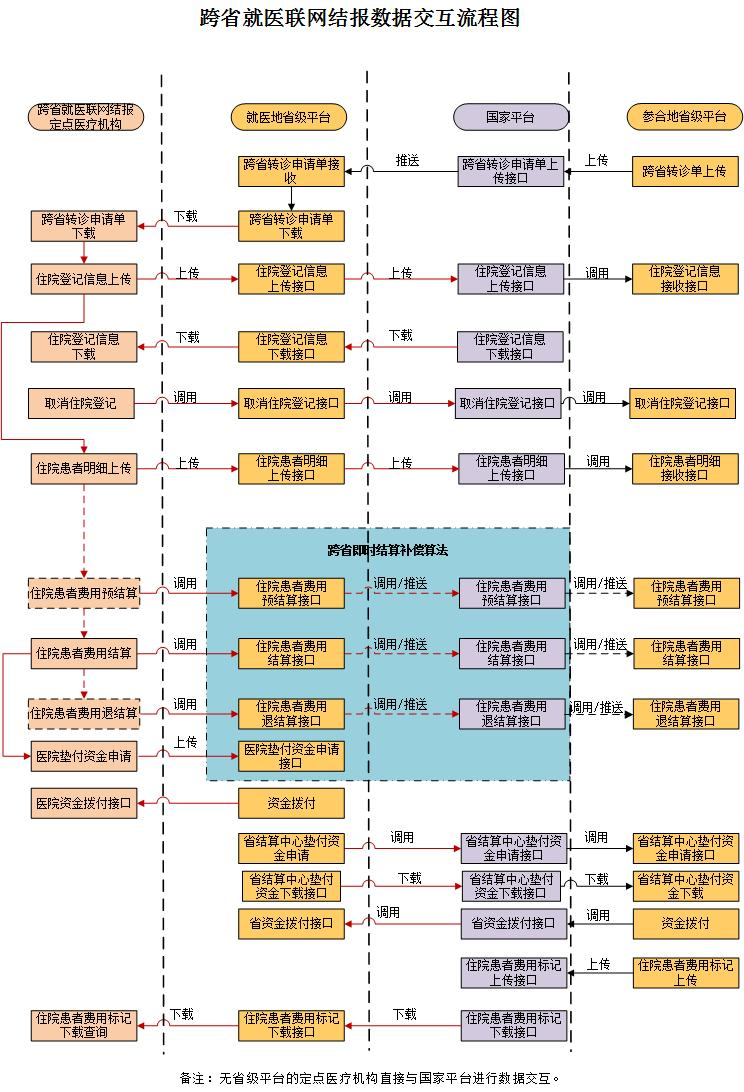 跨省就医联网结报数据交互流程图
跨省就医联网结报
定点医疗机构
就医地省级平台
国家平台
参合地省级平台
跨省转诊申请单接
收
推送
跨省转诊申请单上
传接口
上传
跨省转诊单上传
跨省转诊申请单
下载
下载
跨省转诊申请单
下载
住院登记信息上传
上传
住院登记信息
上传接口
上传
住院登记信息
上传接口
调用
住院登记信息
接收接口
住院登记信息
下载
下载
住院登记信息
下载接口
下载
住院登记信息
下载接口
取消住院登记
调用
取消住院登记接口
调用
取消住院登记接口
调用
取消住院登记接口
住院患者明细上传
上传
住院患者明细
上传接口
上传
住院患者明细
上传接口
调用
住院患者明细
接收接口
跨省即时结算补偿算法
住院患者费用预结算
调用
住院患者费用
预结算接口
调用/推送
住院患者费用
预结算接口
调用/推送
住院患者费用
预结算接口
住院患者费用结算
调用
住院患者费用
结算接口
调用/推送
住院患者费用
结算接口
调用/推送
住院患者费用
结算接口
住院患者费用退结算
调用
住院患者费用
退结算接口
调用/推送
住院患者费用
退结算接口
调用/推送
住院患者费用
退结算接口
医院垫付资金申请
上传
医院垫付资金申请
接口
医院资金拨付接口
资金拨付
省结算中心垫付资
金申请
调用
省结算中心垫付资
金申请接口
调用
省结算中心垫付资
金申请接口
省结算中心垫付
资金下载接口
下载
省结算中心垫付
资金下载接口
下载
省结算中心垫付资
金下载
省资金拨付接口
调用
省资金拨付接口
调用
资金拨付
住院患者费用标记
上传接口
上传
住院患者费用标记
上传
住院患者费用标记
下载查询
下载
住院患者费用标记
下载接口
下载
住院患者费用标记
下载接口
备注：无省级平台的定点医疗机构直接与国家平台进行数据交互。